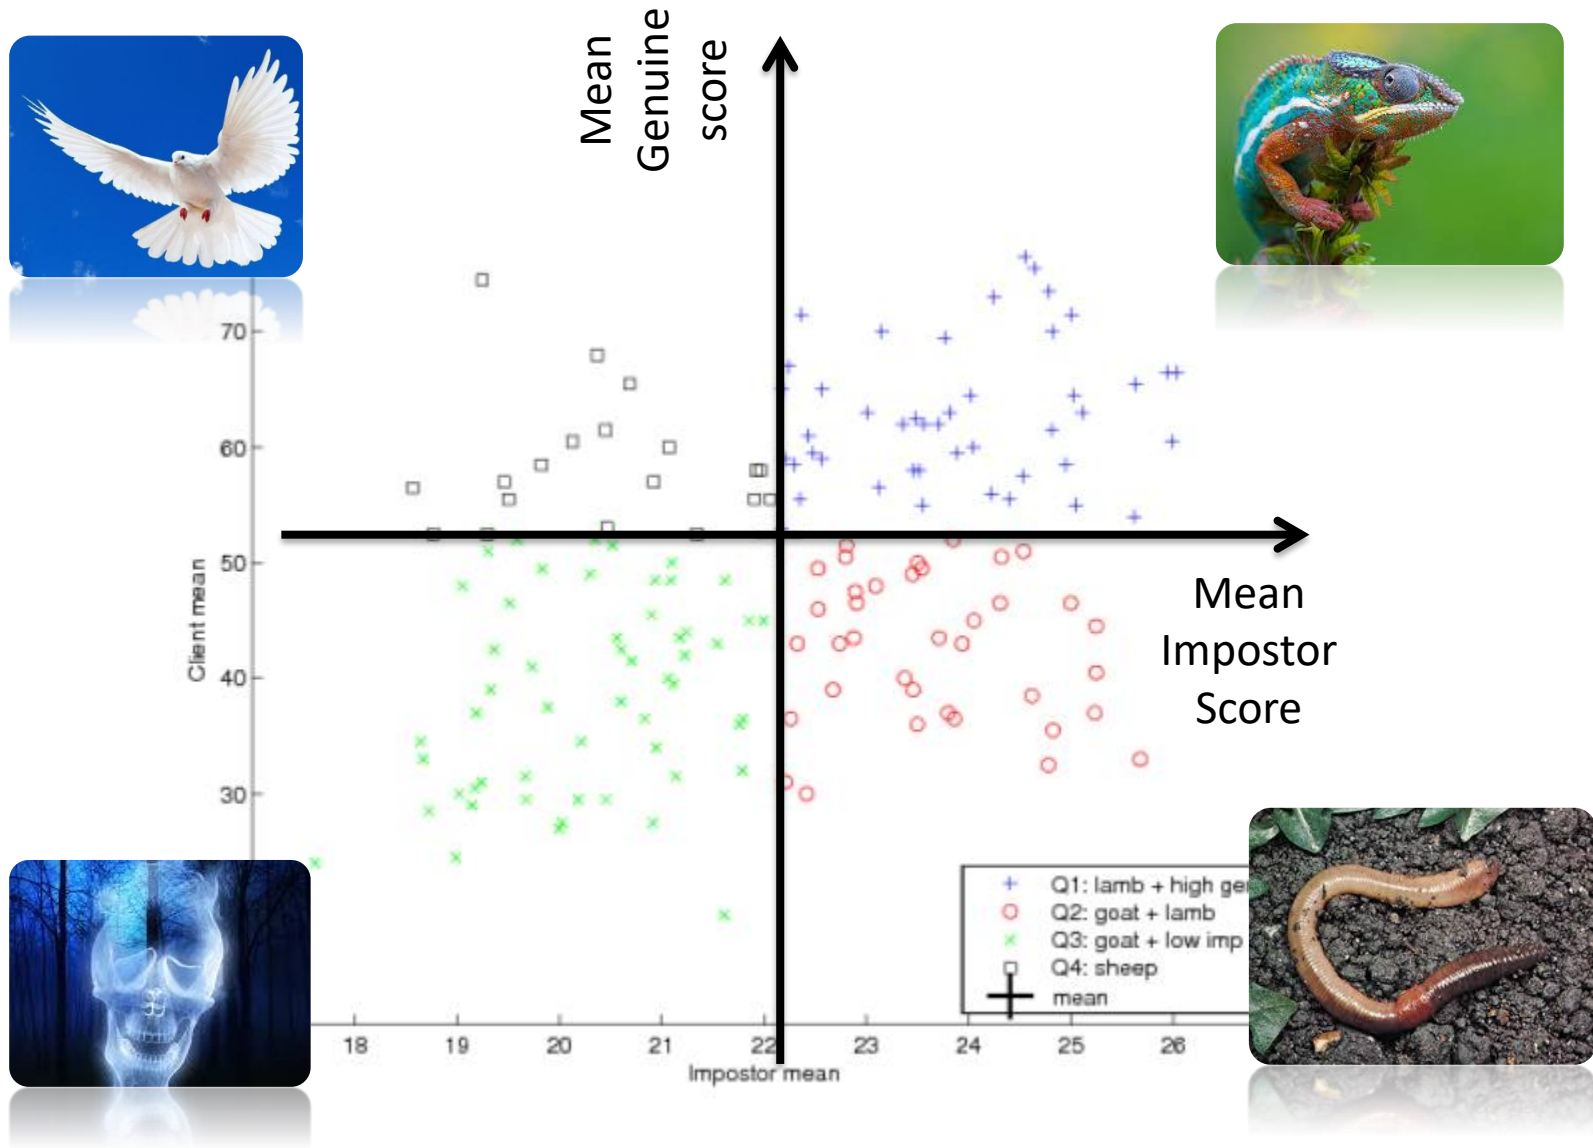 Mean
Genuine
score
70
60
50
40
30
Client mean
Mean
Impostor
Score
Q1: lamb + high
Q2: goat + lamb
Q3: goat + low imp
Q4: sheep
mean
18 19 20 21 22 23 24 25 26
Impostor mean